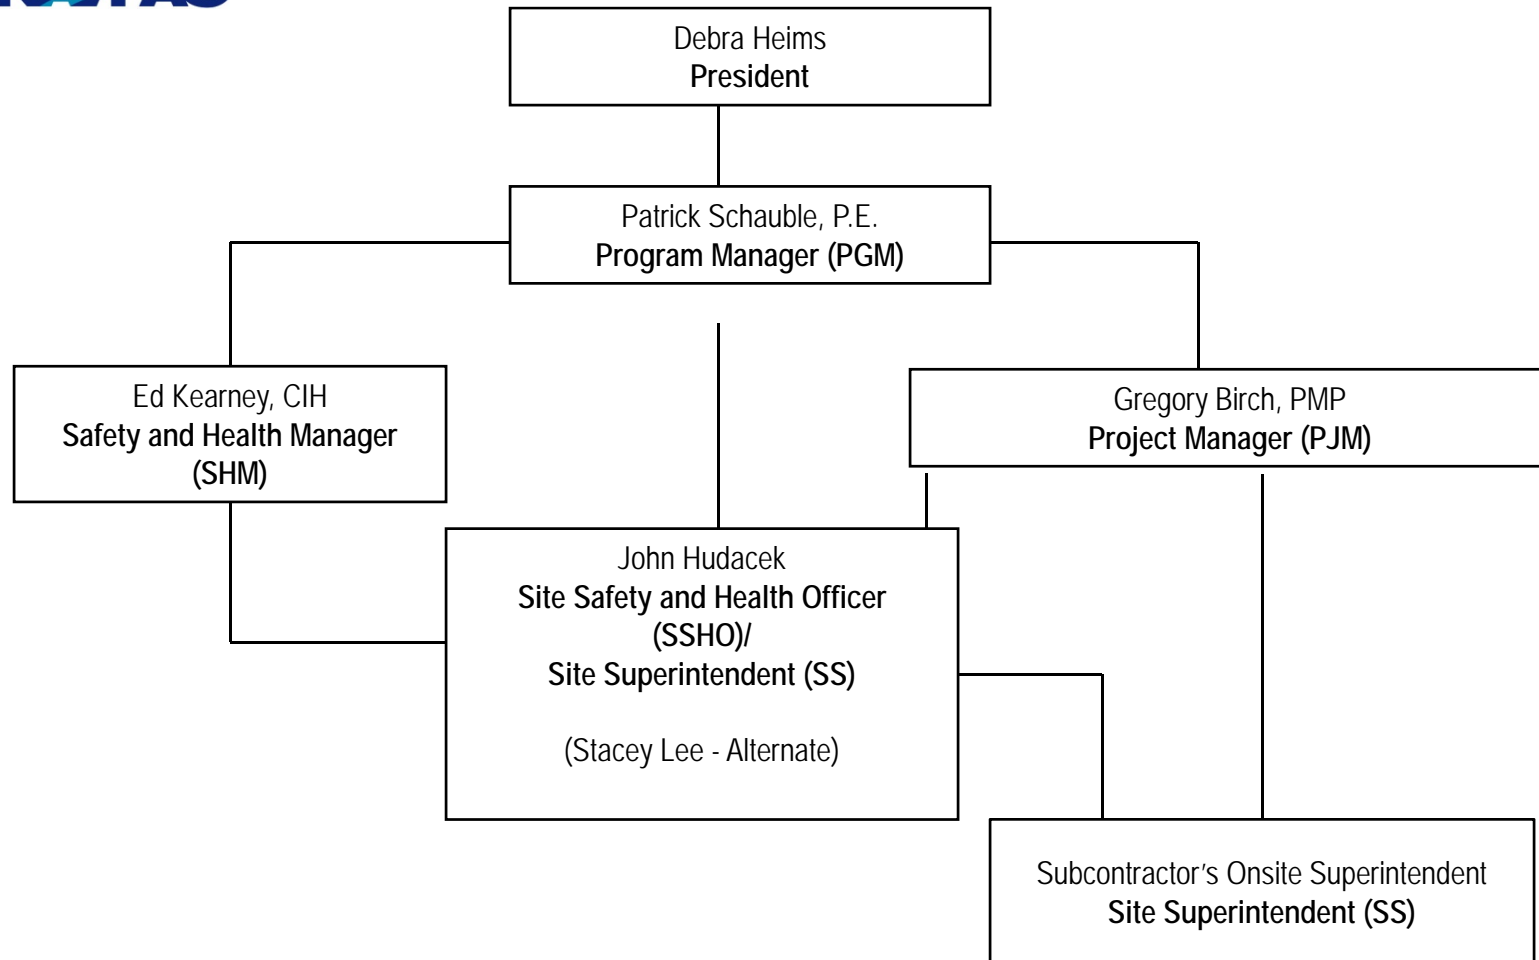 Debra Heims
President
Patrick Schauble, P.E.
Program Manager (PGM)
Ed Kearney, CIH
Safety and Health Manager
(SHM)
Gregory Birch, PMP
Project Manager (PJM)
John Hudacek
Site Safety and Health Officer
(SSHO)/
Site Superintendent (SS)
(Stacey Lee - Alternate)
Subcontractor’s Onsite Superintendent
Site Superintendent (SS)